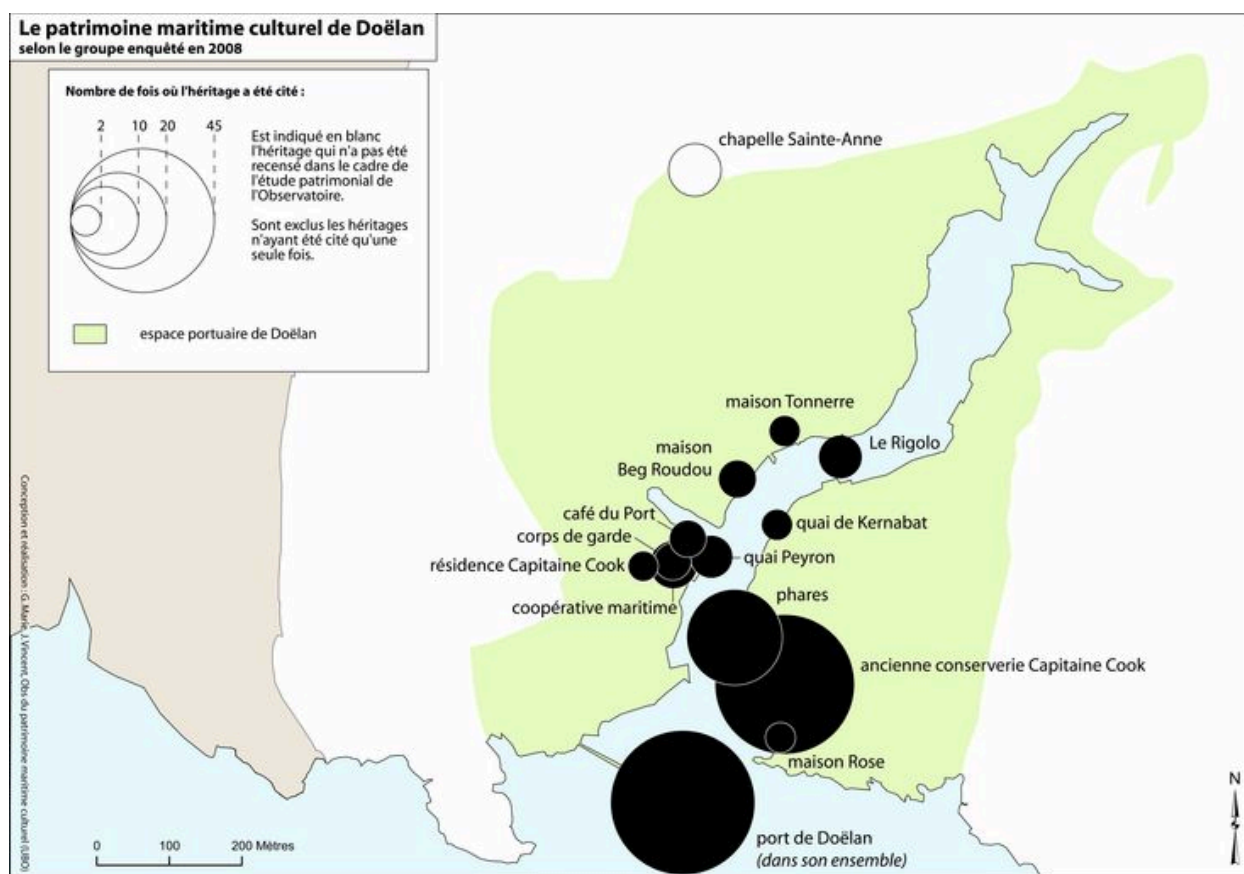 Le patrimoine maritime culturel de Doëlan
selon le groupe enquêté en 2008
Nombre de fois où l'héritage a été cité :
2 10 20 45
Est indiqué en blanc
l'héritage qui n'a pas été
recensé dans le cadre de
l'étude patrimonial de
l'Observatoire.
Sont exclus les héritages
n'ayant été cité qu'une
seule fois.
espace portuaire de Doëlan
chapelle Sainte-Anne
maison Tonnerre
Le Rigolo
maison
Beg Roudou
café du Port
quai de Kernabat
corps de garde
quai Peyron
résidence Capitaine Cook
coopérative maritime
phares
ancienne conserverie Capitaine Cook
maison Rose
port de Doëlan
(dans son ensemble)
Conception et réalisation : G. Marie, J. Vincent, Obs du patrimoine maritime culturel (UBO)
0 100 200 Mètres
N